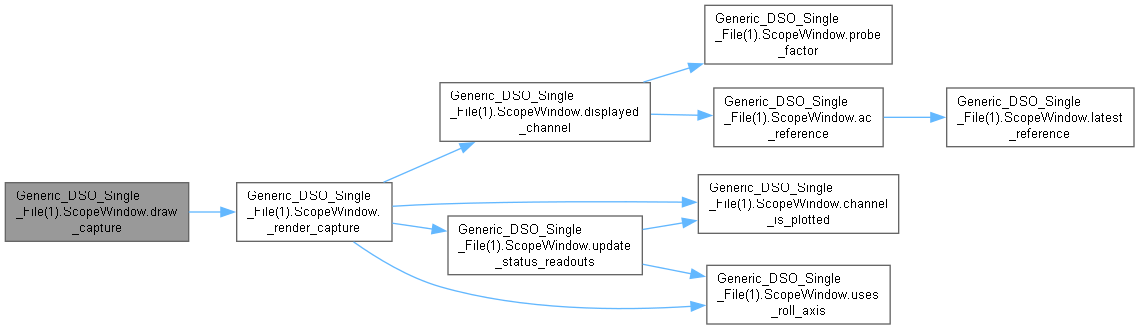 Generic_DSO_Single
_File(1).ScopeWindow.draw
_capture
Generic_DSO_Single
_File(1).ScopeWindow.
_render_capture
Generic_DSO_Single
_File(1).ScopeWindow.displayed
_channel
Generic_DSO_Single
_File(1).ScopeWindow.probe
_factor
Generic_DSO_Single
_File(1).ScopeWindow.ac
_reference
Generic_DSO_Single
_File(1).ScopeWindow.latest
_reference
Generic_DSO_Single
_File(1).ScopeWindow.channel
_is_plotted
Generic_DSO_Single
_File(1).ScopeWindow.update
_status_readouts
Generic_DSO_Single
_File(1).ScopeWindow.uses
_roll_axis